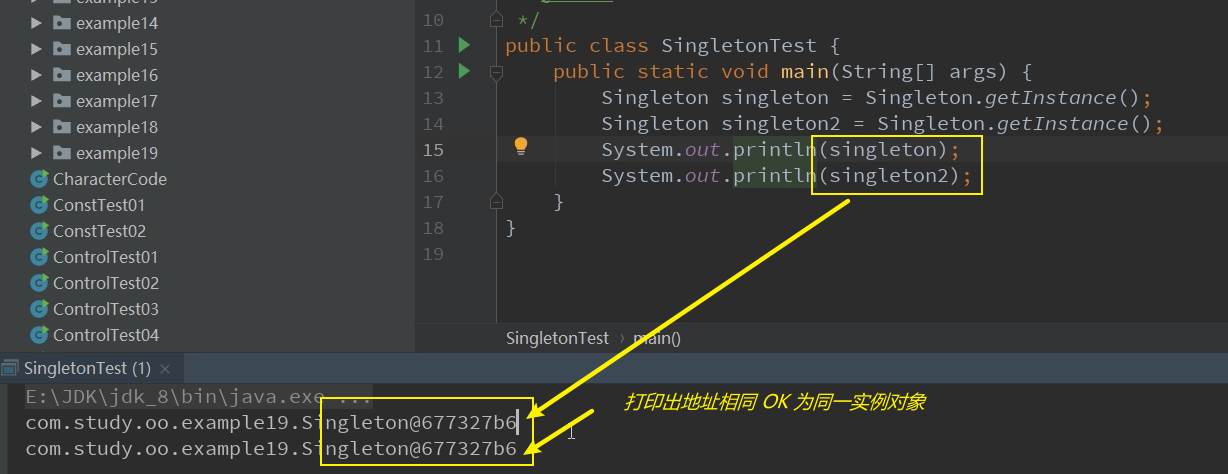 example14
example15
example16
example17
example18
example19
CharacterCode
ConstTest01
ConstTest02
ControlTest01
ControlTest02
ControlTest03
ControlTest04
10 */
11 public class SingletonTest {
12 public static void main(String[] args) {
13 Singleton singleton = Singleton.getInstance();
14 Singleton singleton2 = Singleton.getInstance();
15 System.out.println(singleton);
16 System.out.println(singleton2);
17 }
18 }
19
SingletonTest › main()
SingletonTest (1) ×
E:\JDK\jdk_8\bin\java.exe ...
com.study.oo.example19.Singleton@677327b6
com.study.oo.example19.Singleton@677327b6
打印出地址相同 OK 为同一实例对象